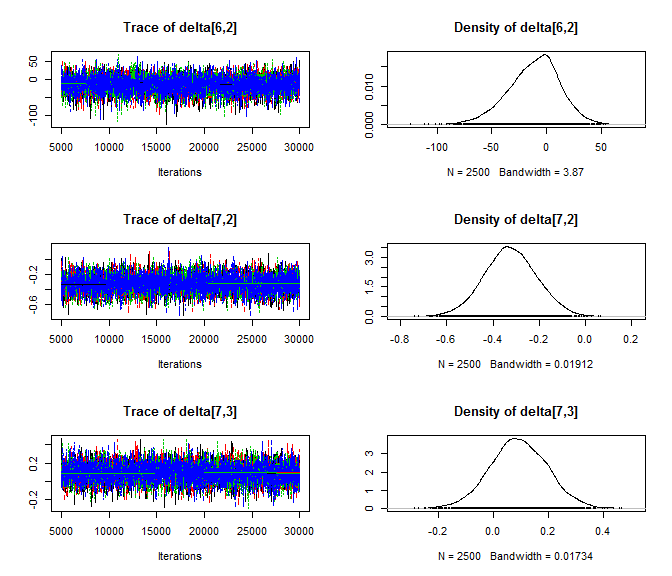 Trace of delta[6,2]
50
0
-100
5000 10000 15000 20000 25000 30000
Iterations
Density of delta[6,2]
0.010
0.000
-100 -50 0 50
N = 2500 Bandwidth = 3.87
Trace of delta[7,2]
-0.2
-0.6
5000 10000 15000 20000 25000 30000
Iterations
Density of delta[7,2]
3.0
1.5
0.0
-0.8 -0.6 -0.4 -0.2 0.0 0.2
N = 2500 Bandwidth = 0.01912
Trace of delta[7,3]
0.2
-0.2
5000 10000 15000 20000 25000 30000
Iterations
Density of delta[7,3]
3
2
1
0
-0.2 0.0 0.2 0.4
N = 2500 Bandwidth = 0.01734